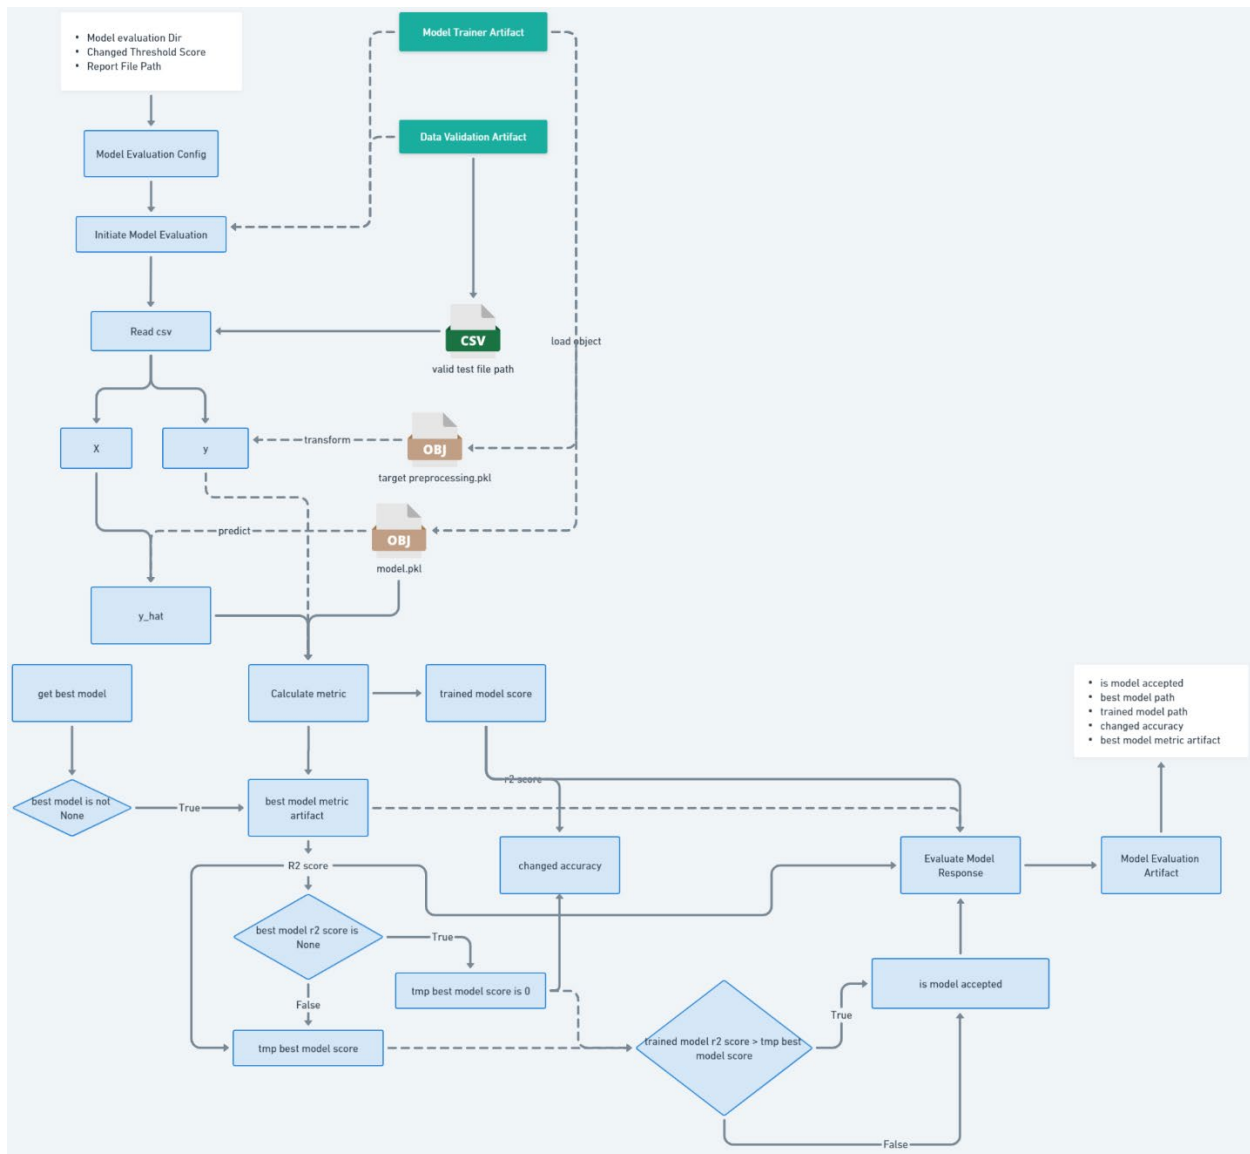 • Model evaluation Dir
• Changed Threshold Score
• Report File Path
Model Trainer Artifact
Data Validation Artifact
Model Evaluation Config
Initiate Model Evaluation
Read csv
CSV
valid test file path
load object
X
y
transform
OBJ
target preprocessing.pkl
predict
OBJ
model.pkl
y_hat
get best model
Calculate metric
trained model score
• is model accepted
• best model path
• trained model path
• changed accuracy
• best model metric artifact
r2 score
best model is not
None
True
best model metric
artifact
R2 score
changed accuracy
Evaluate Model
Response
Model Evaluation
Artifact
best model r2 score is
None
True
tmp best model score is 0
is model accepted
False
True
tmp best model score
trained model r2 score > tmp best
model score
False